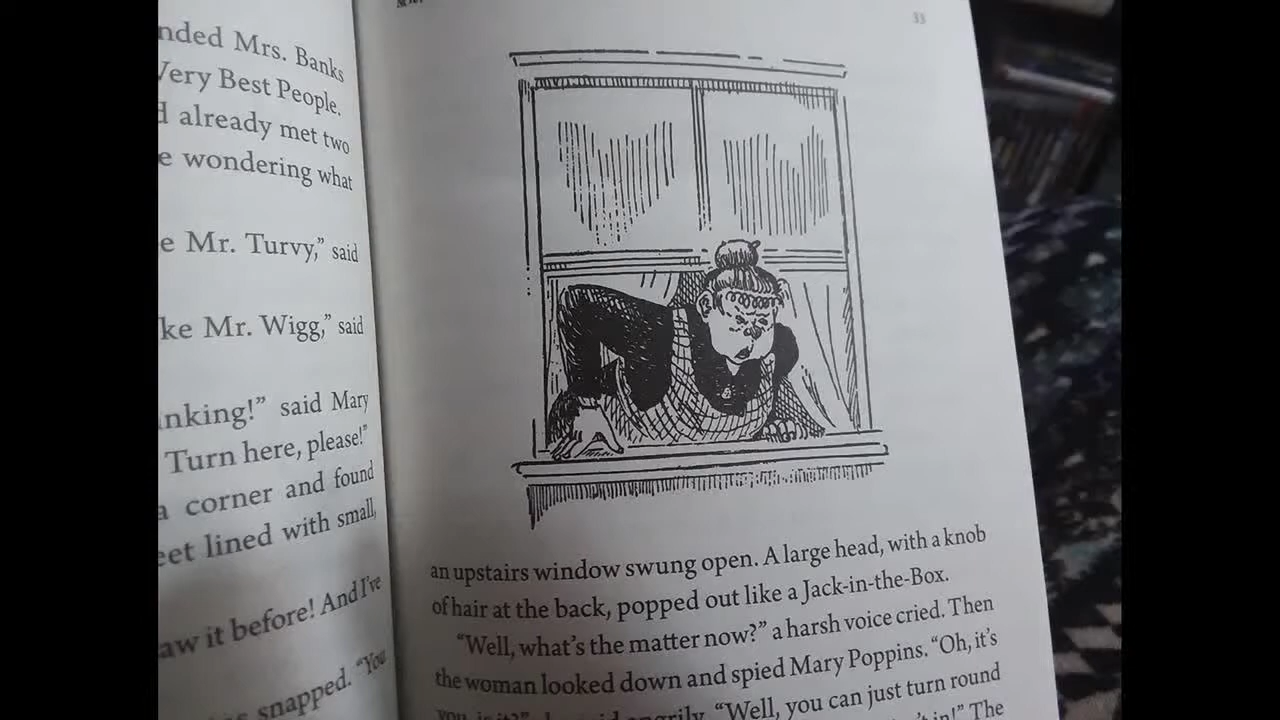 nded Mrs. Banks
Very Best People.
already met two
e wondering what
e Mr. Turvy,” said
ke Mr. Wigg,” said
nking!” said Mary
Turn here, please!”
a corner and found
eet lined with small,
aw it before! And I’ve
snapped. “You
33
an upstairs window swung open. A large head, with a knob
of hair at the back, popped out like a Jack-in-the-Box.
“Well, what’s the matter now?” a harsh voice cried. Then
the woman looked down and spied Mary Poppins. “Oh, it’s
“Well, you can just turn round
The